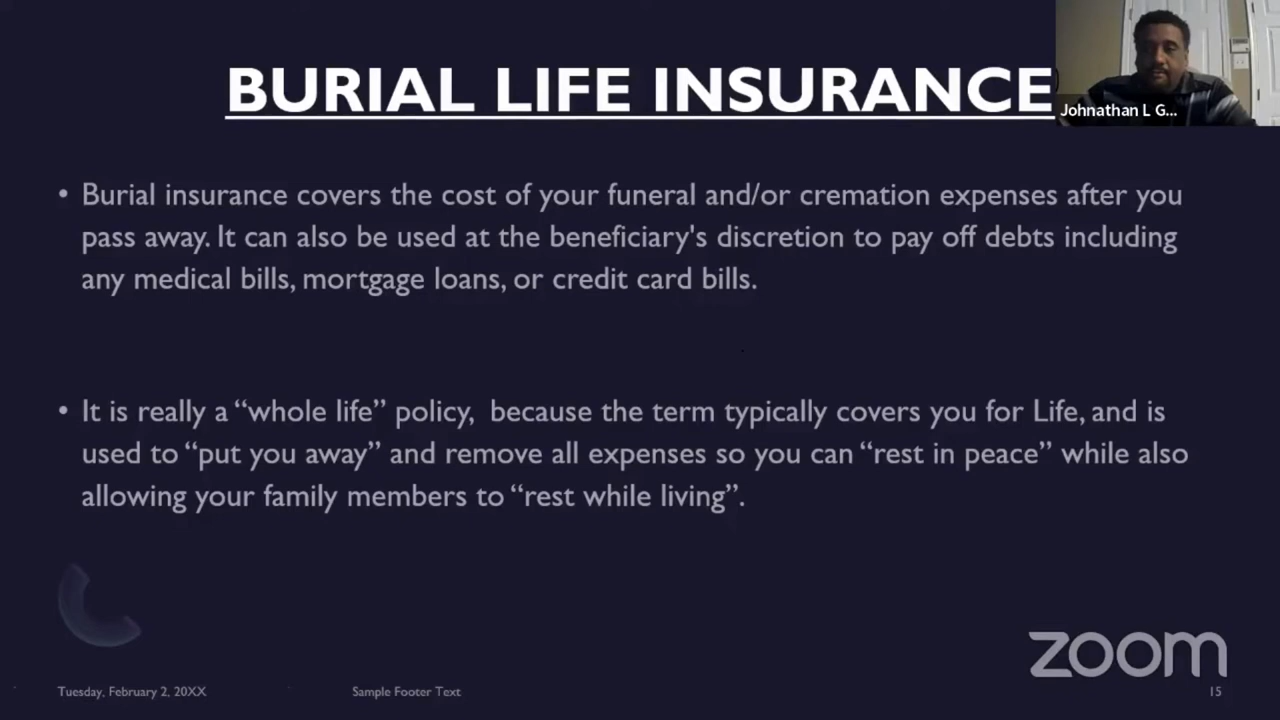 BURIAL LIFE INSURANCE
Johnathan L G...
• Burial insurance covers the cost of your funeral and/or cremation expenses after you
pass away. It can also be used at the beneficiary's discretion to pay off debts including
any medical bills, mortgage loans, or credit card bills.
• It is really a “whole life” policy,  because the term typically covers you for Life, and is
used to “put you away” and remove all expenses so you can “rest in peace” while also
allowing your family members to “rest while living”.
zoom
Tuesday, February 2, 20XX
Sample Footer Text
15